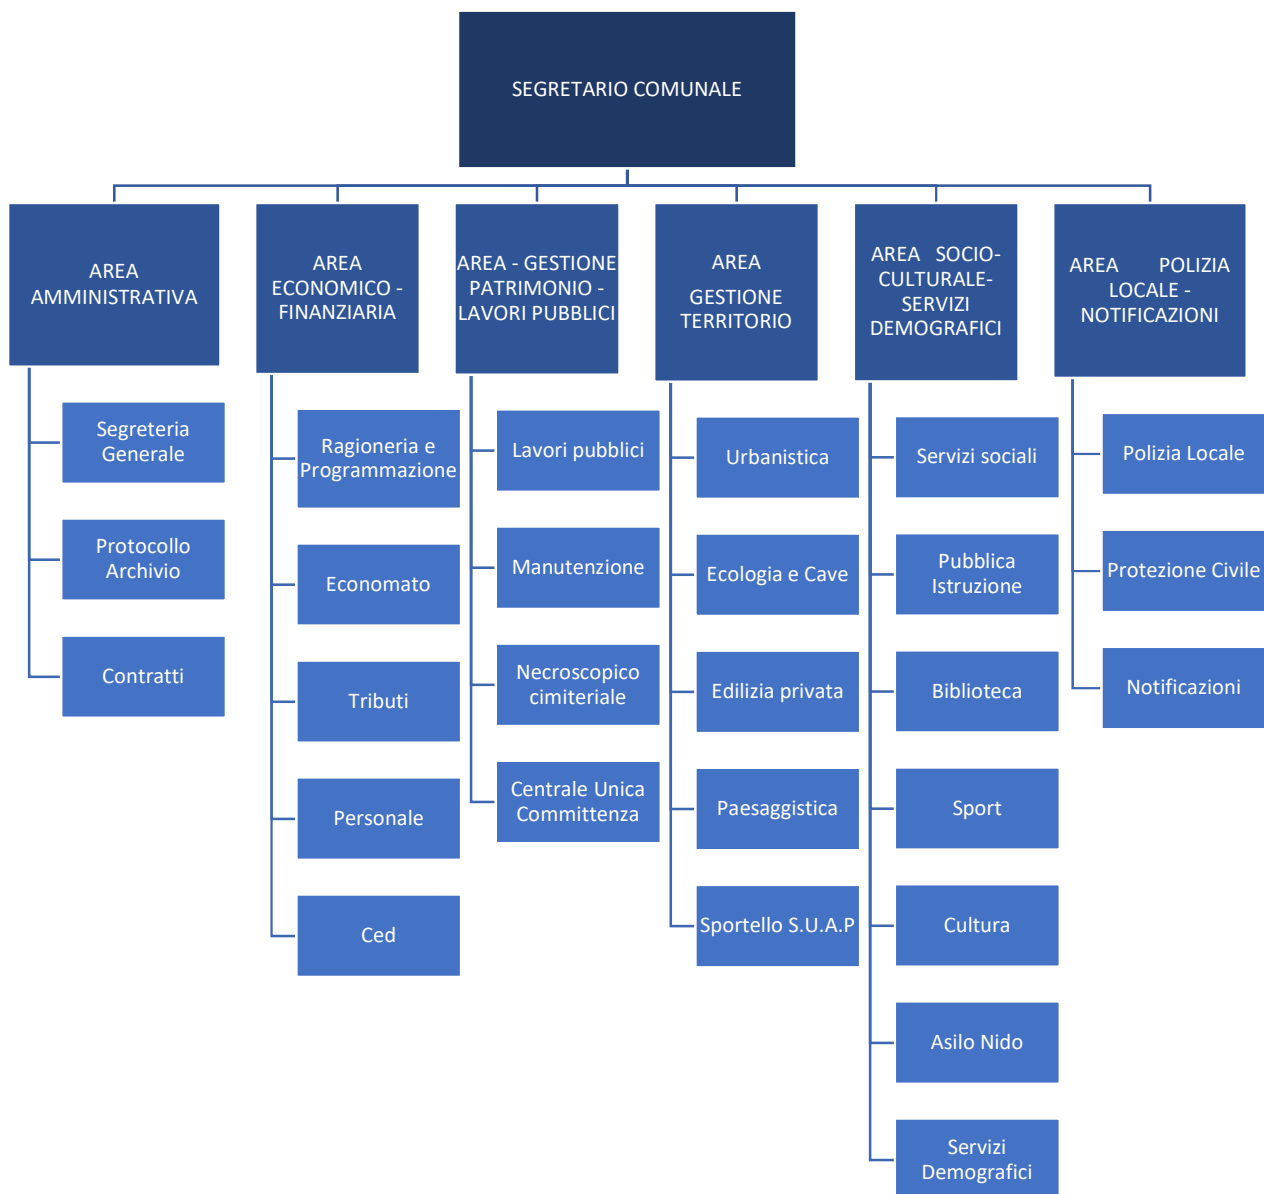 SEGRETARIO COMUNALE
AREA
AMMINISTRATIVA
Segreteria
Generale
Protocollo
Archivio
Contratti
AREA
ECONOMICO -
FINANZIARIA
Ragioneria e
Programmazione
Economato
Tributi
Personale
Ced
AREA - GESTIONE
PATRIMONIO -
LAVORI PUBBLICI
Lavori pubblici
Manutenzione
Necroscopico
cimiteriale
Centrale Unica
Committenza
AREA
GESTIONE
TERRITORIO
Urbanistica
Ecologia e Cave
Edilizia privata
Paesaggistica
Sportello S.U.A.P
AREA SOCIO-
CULTURALE-
SERVIZI
DEMOGRAFICI
Servizi sociali
Pubblica
Istruzione
Biblioteca
Sport
Cultura
Asilo Nido
Servizi
Demografici
AREA POLIZIA
LOCALE -
NOTIFICAZIONI
Polizia Locale
Protezione Civile
Notificazioni